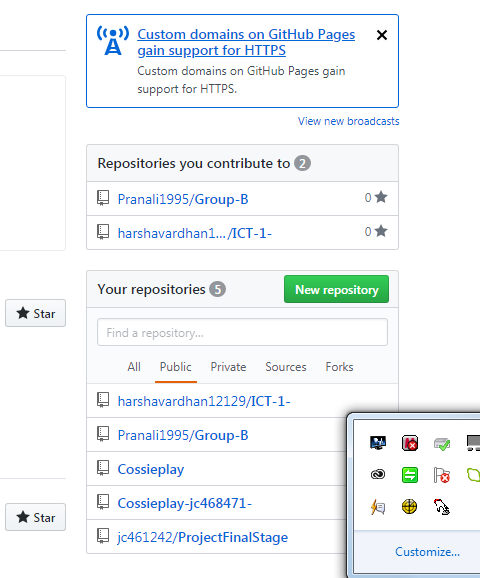 Custom domains on GitHub Pages
gain support for HTTPS
Custom domains on GitHub Pages gain
support for HTTPS.
View new broadcasts
Repositories you contribute to 2
Pranali1995/Group-B 0
harshavardhan1.../ICT-1- 0
Your repositories 5 New repository
Star
Find a repository...
All Public Private Sources Forks
harshavardhan12129/ICT-1-
Pranali1995/Group-B
Cossieplay
Cossieplay-jc468471-
Star
jc461242/ProjectFinalStage
Customize...